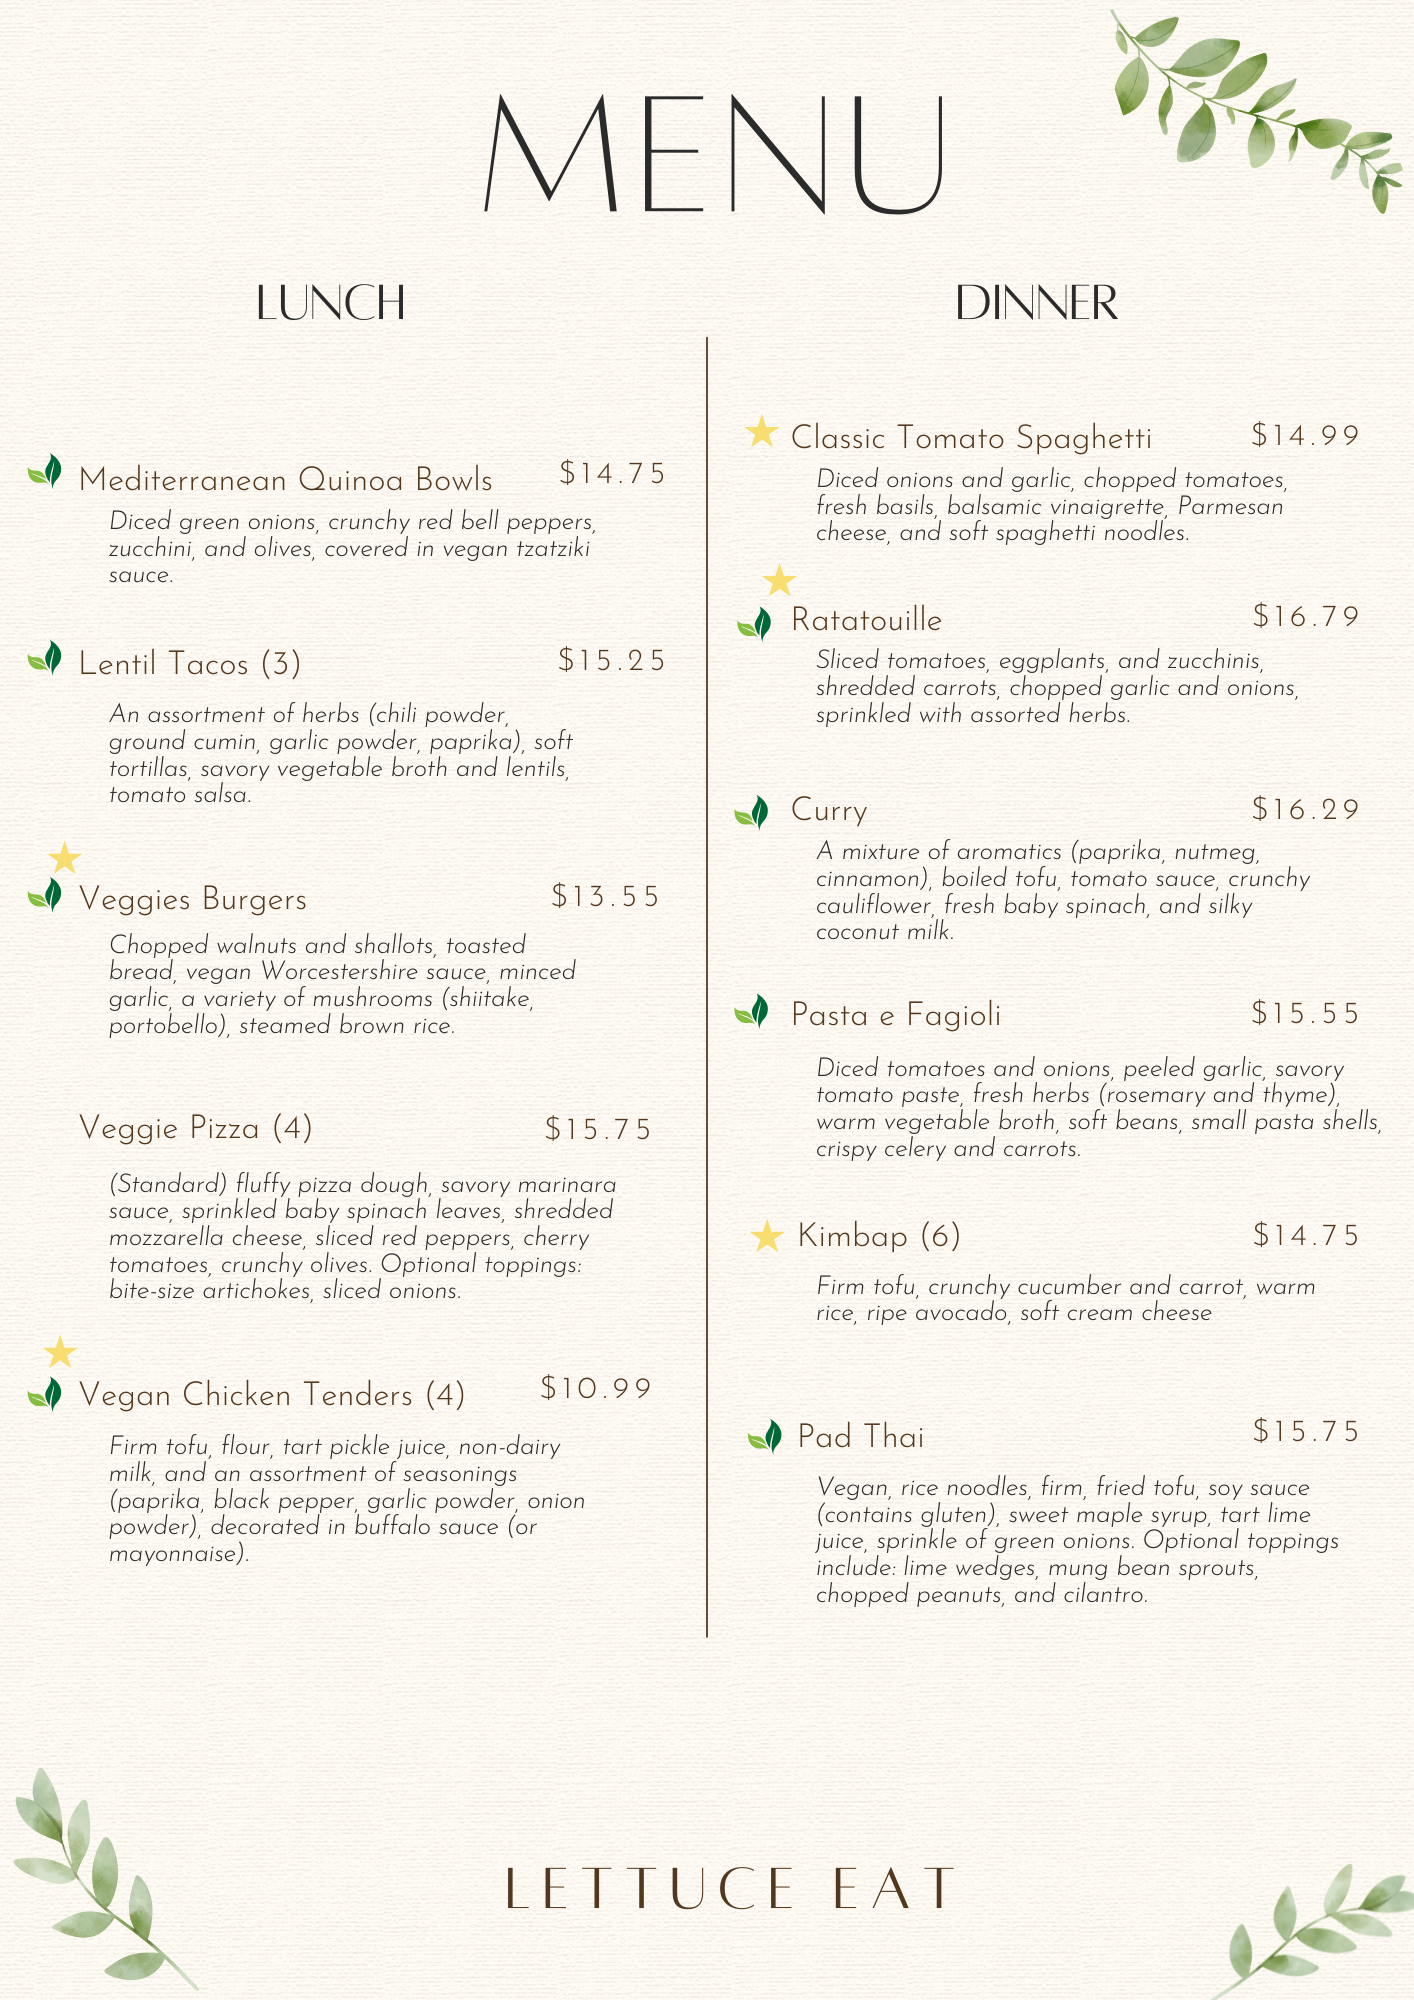 MENU
LUNCH
Mediterranean Quinoa Bowls $14.75
Diced green onions, crunchy red bell peppers,
zucchini, and olives, covered in vegan tzatziki
sauce.
Lentil Tacos (3) $15.25
An assortment of herbs (chili powder,
ground cumin, garlic powder, paprika), soft
tortillas, savory vegetable broth and lentils,
tomato salsa.
Veggies Burgers $13.55
Chopped walnuts and shallots, toasted
bread, vegan Worcestershire sauce, minced
garlic, a variety of mushrooms (shiitake,
portobello), steamed brown rice.
Veggie Pizza (4) $15.75
(Standard) fluffy pizza dough, savory marinara
sauce, sprinkled baby spinach leaves, shredded
mozzarella cheese, sliced red peppers, cherry
tomatoes, crunchy olives. Optional toppings:
bite-size artichokes, sliced onions.
Vegan Chicken Tenders (4) $10.99
Firm tofu, flour, tart pickle juice, non-dairy
milk, and an assortment of seasonings
(paprika, black pepper, garlic powder, onion
powder), decorated in buffalo sauce (or
mayonnaise).
DINNER
Classic Tomato Spaghetti $14.99
Diced onions and garlic, chopped tomatoes,
fresh basils, balsamic vinaigrette, Parmesan
cheese, and soft spaghetti noodles.
Ratatouille $16.79
Sliced tomatoes, eggplants, and zucchinis,
shredded carrots, chopped garlic and onions,
sprinkled with assorted herbs.
Curry $16.29
A mixture of aromatics (paprika, nutmeg,
cinnamon), boiled tofu, tomato sauce, crunchy
cauliflower, fresh baby spinach, and silky
coconut milk.
Pasta e Fagioli $15.55
Diced tomatoes and onions, peeled garlic, savory
tomato paste, fresh herbs (rosemary and thyme),
warm vegetable broth, soft beans, small pasta shells,
crispy celery and carrots.
Kimbap (6) $14.75
Firm tofu, crunchy cucumber and carrot, warm
rice, ripe avocado, soft cream cheese
Pad Thai $15.75
Vegan, rice noodles, firm, fried tofu, soy sauce
(contains gluten), sweet maple syrup, tart lime
juice, sprinkle of green onions. Optional toppings
include: lime wedges, mung bean sprouts,
chopped peanuts, and cilantro.
LETTUCE EAT